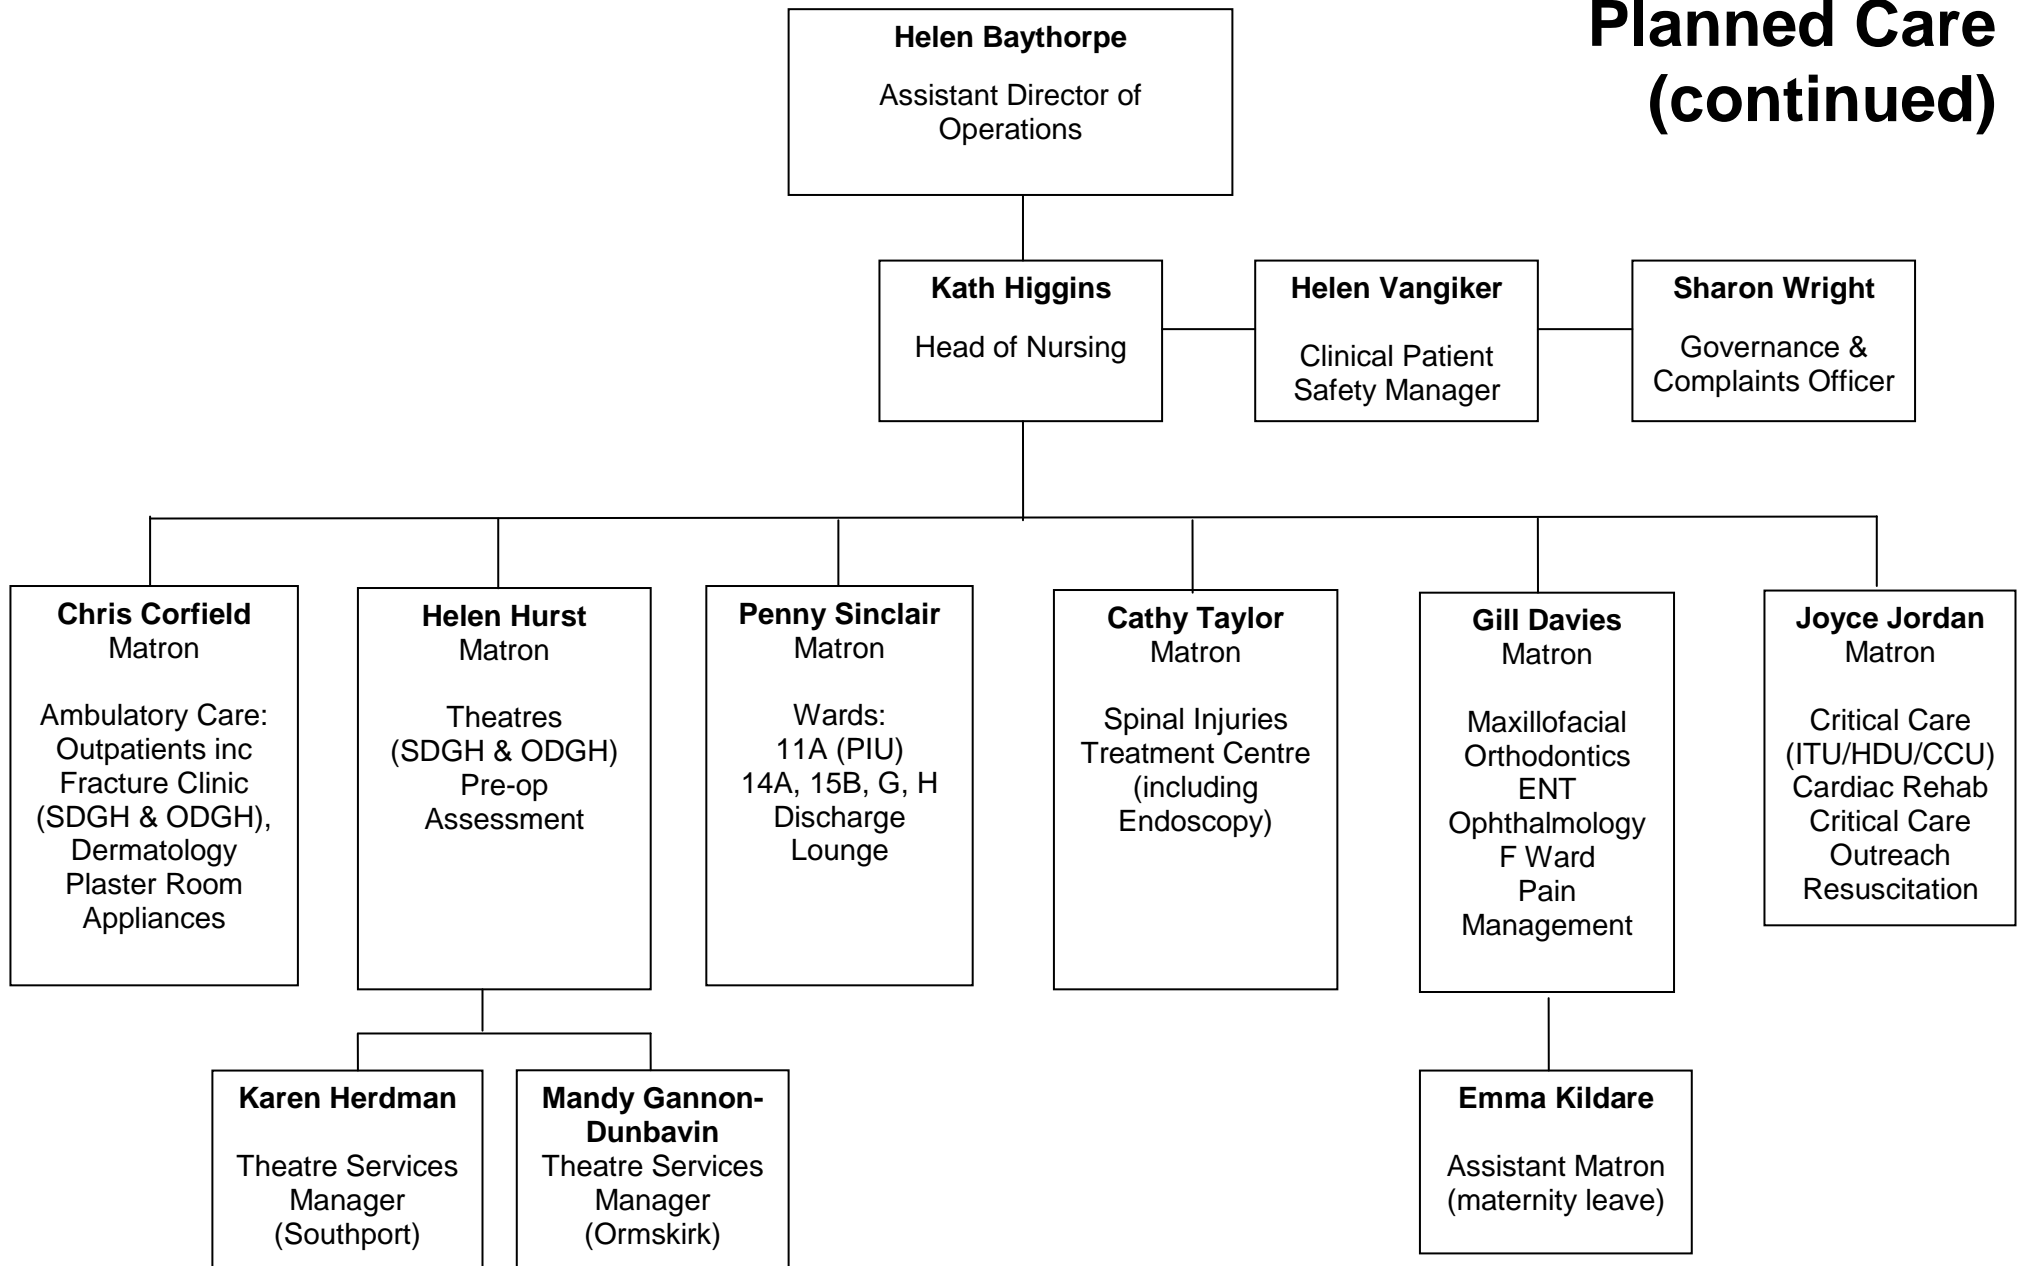 Planned Care
(continued)
Helen Baythorpe
Assistant Director of
Operations
Kath Higgins
Head of Nursing
Helen Vangiker
Clinical Patient
Safety Manager
Sharon Wright
Governance &
Complaints Officer
Chris Corfield
Matron
Ambulatory Care:
Outpatients inc
Fracture Clinic
(SDGH & ODGH),
Dermatology
Plaster Room
Appliances
Helen Hurst
Matron
Theatres
(SDGH & ODGH)
Pre-op
Assessment
Penny Sinclair
Matron
Wards:
11A (PIU)
14A, 15B, G, H
Discharge
Lounge
Cathy Taylor
Matron
Spinal Injuries
Treatment Centre
(including
Endoscopy)
Gill Davies
Matron
Maxillofacial
Orthodontics
ENT
Ophthalmology
F Ward
Pain
Management
Joyce Jordan
Matron
Critical Care
(ITU/HDU/CCU)
Cardiac Rehab
Critical Care
Outreach
Resuscitation
Karen Herdman
Theatre Services
Manager
(Southport)
Mandy Gannon-
Dunbavin
Theatre Services
Manager
(Ormskirk)
Emma Kildare
Assistant Matron
(maternity leave)